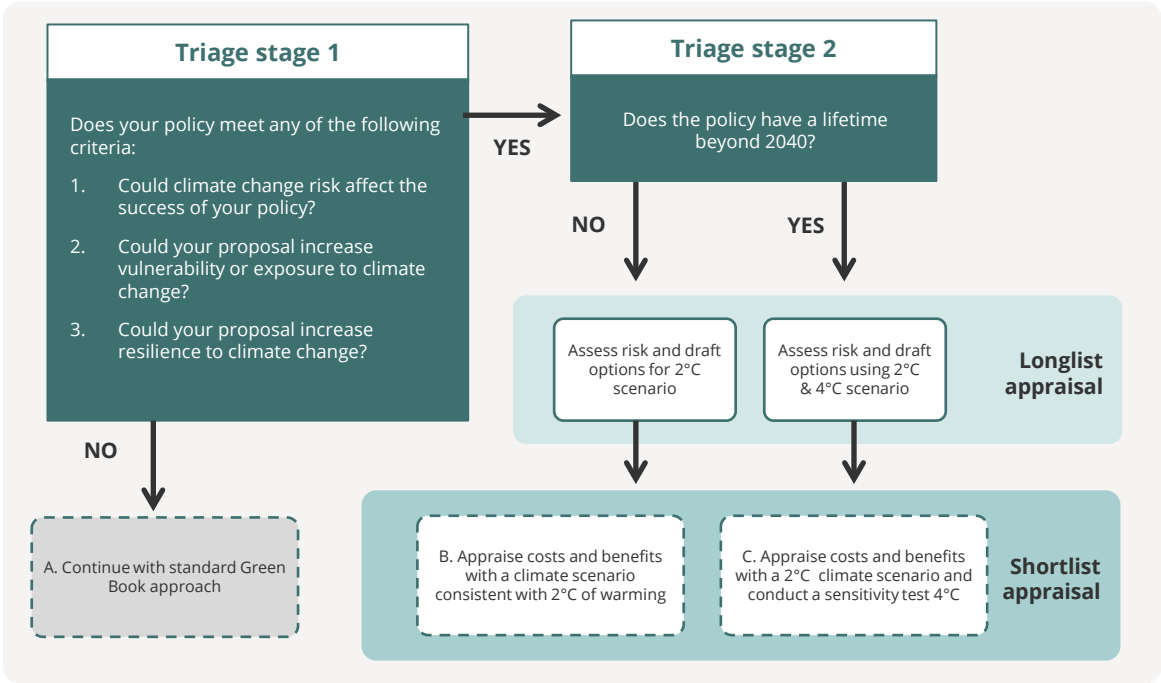 Triage stage 1
Does your policy meet any of the following
criteria:
1. Could climate change risk affect the
success of your policy?
2. Could your proposal increase
vulnerability or exposure to climate
change?
3. Could your proposal increase
resilience to climate change?
YES
NO
A. Continue with standard Green
Book approach
Triage stage 2
Does the policy have a lifetime
beyond 2040?
NO
YES
Assess risk and draft
options for 2°C
scenario
Assess risk and draft
options using 2°C
& 4°C scenario
Longlist
appraisal
B. Appraise costs and benefits
with a climate scenario
consistent with 2°C of warming
C. Appraise costs and benefits
with a 2°C climate scenario and
conduct a sensitivity test 4°C
Shortlist
appraisal